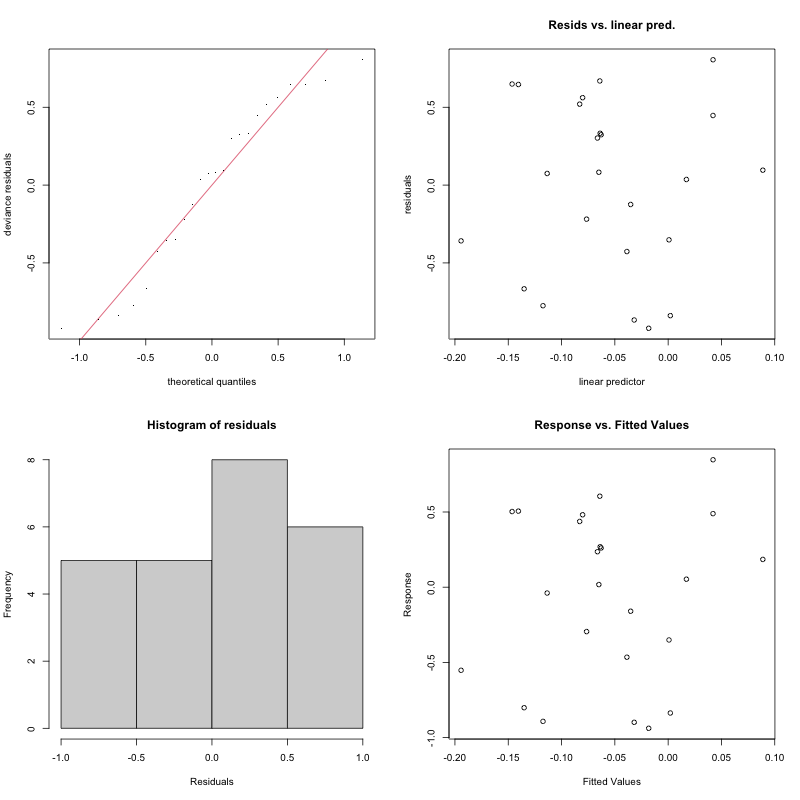 deviance residuals
0.5
0.0
-0.5
-1.0 -0.5 0.0 0.5 1.0
theoretical quantiles
Resids vs. linear pred.
residuals
0.5
0.0
-0.5
-0.20 -0.15 -0.10 -0.05 0.00 0.05 0.10
linear predictor
Histogram of residuals
Frequency
8
6
4
2
0
-1.0 -0.5 0.0 0.5 1.0
Residuals
Response vs. Fitted Values
Response
0.5
0.0
-0.5
-1.0
-0.20 -0.15 -0.10 -0.05 0.00 0.05 0.10
Fitted Values